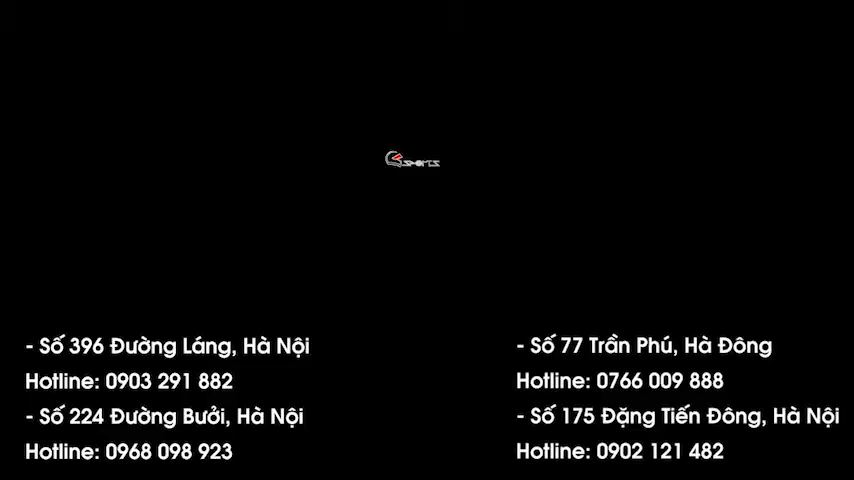 SHORTS
- Số 396 Đường Láng, Hà Nội
Hotline: 0903 291 882
- Số 224 Đường Bưởi, Hà Nội
Hotline: 0968 098 923
- Số 77 Trần Phú, Hà Đông
Hotline: 0766 009 888
- Số 175 Đặng Tiến Đông, Hà Nội
Hotline: 0902 121 482